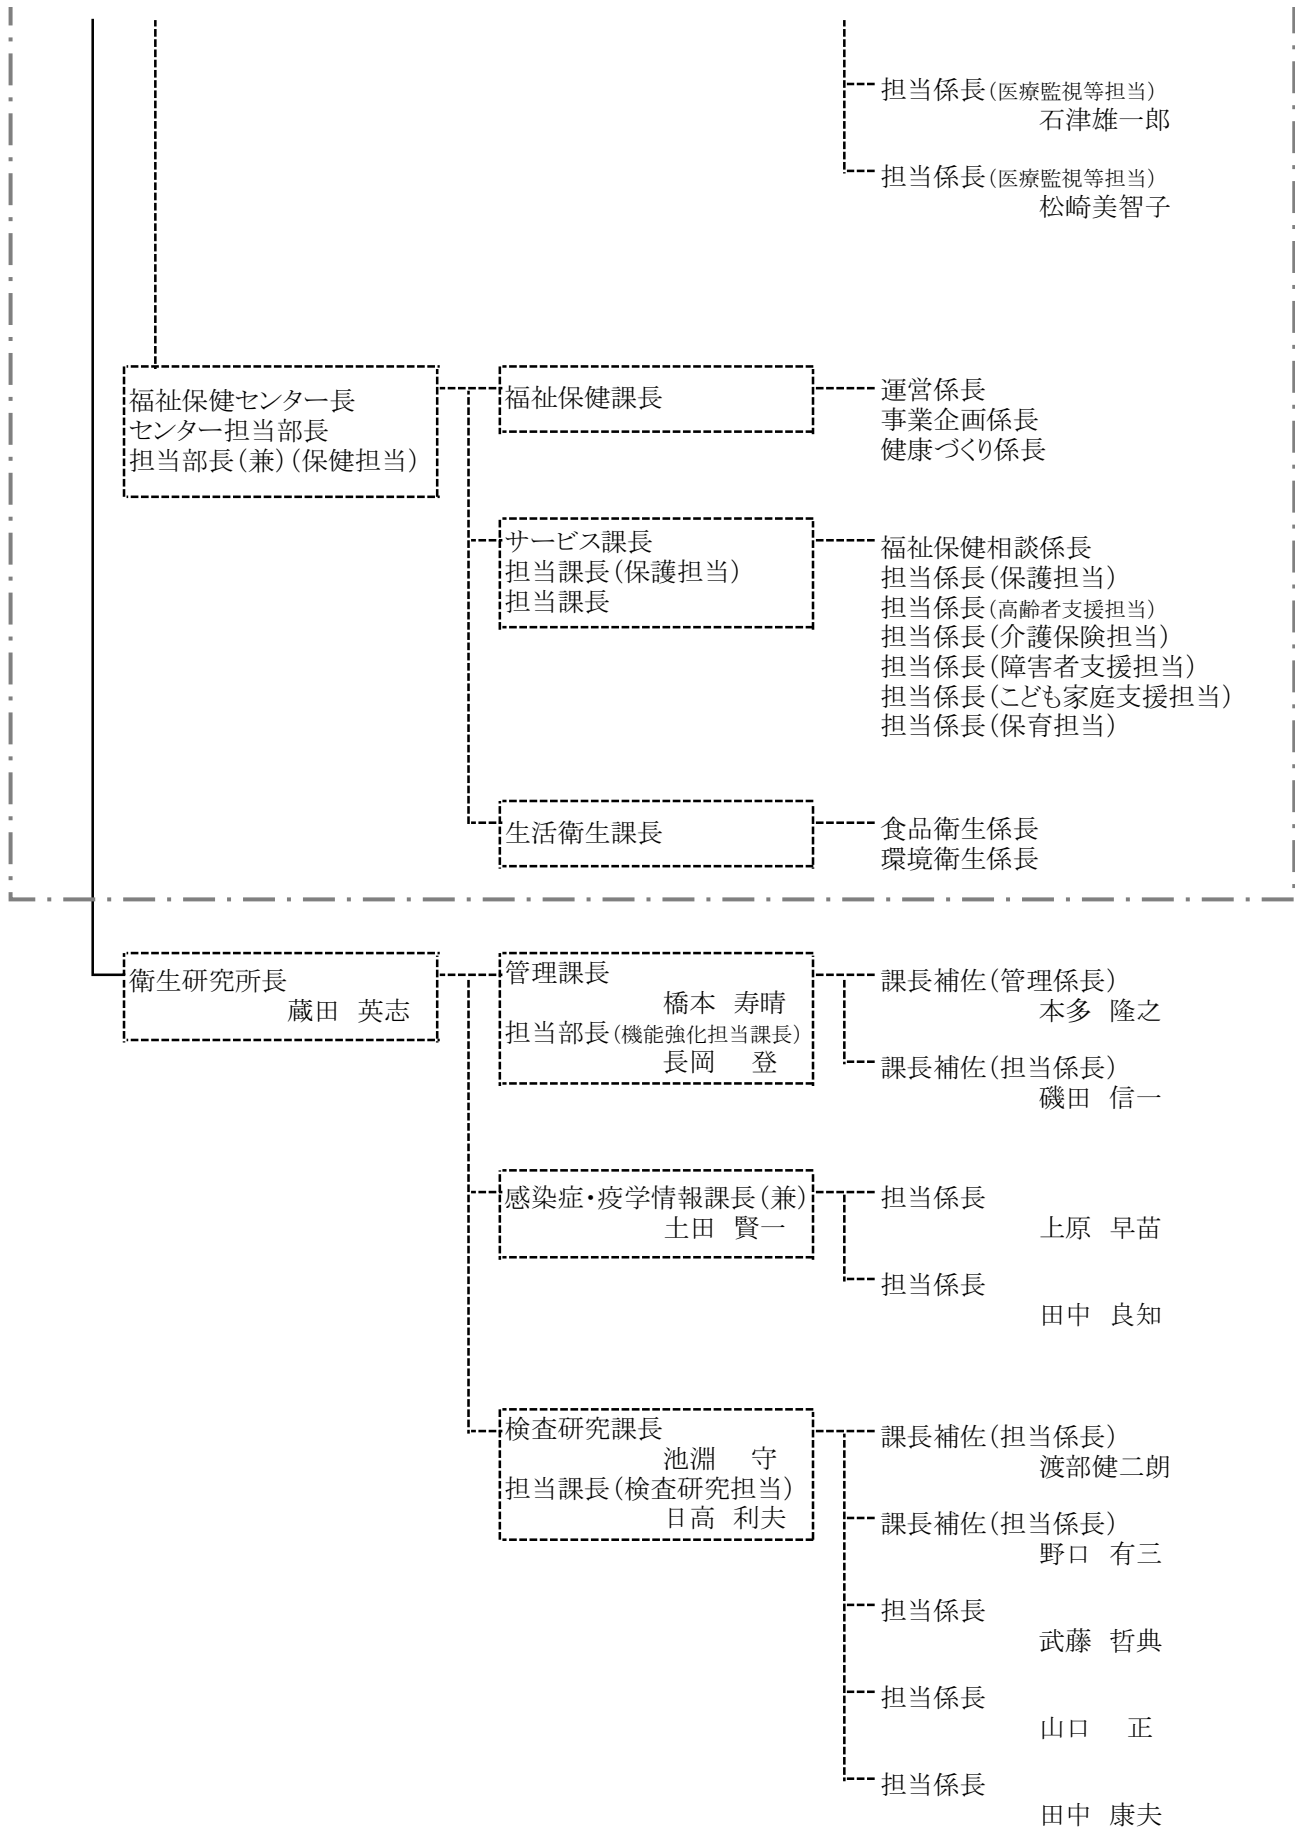 担当係長(医療監視等担当)
石津雄一郎
担当係長(医療監視等担当)
松崎美智子
福祉保健センター長
センター担当部長
担当部長(兼)(保健担当)
福祉保健課長
運営係長
事業企画係長
健康づくり係長
サービス課長
担当課長(保護担当)
担当課長
福祉保健相談係長
担当係長(保護担当)
担当係長(高齢者支援担当)
担当係長(介護保険担当)
担当係長(障害者支援担当)
担当係長(こども家庭支援担当)
担当係長(保育担当)
生活衛生課長
食品衛生係長
環境衛生係長
衛生研究所長
蔵田 英志
管理課長
橋本 寿晴
担当部長(機能強化担当課長)
長岡 登
課長補佐(管理係長)
本多 隆之
課長補佐(担当係長)
磯田 信一
感染症・疫学情報課長(兼)
土田 賢一
担当係長
上原 早苗
担当係長
田中 良知
検査研究課長
池淵 守
担当課長(検査研究担当)
日高 利夫
課長補佐(担当係長)
渡部健二朗
課長補佐(担当係長)
野口 有三
担当係長
武藤 哲典
担当係長
山口 正
担当係長
田中 康夫